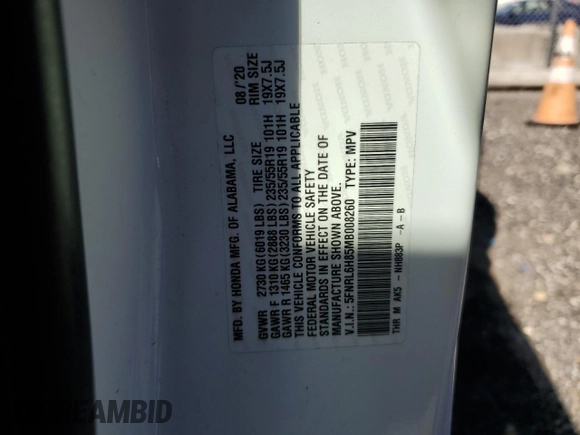 MFD. BY HONDA MFG. OF ALABAMA, LLC 08/'20
GVWR 2730 KG(6019 LBS) TIRE SIZE RIM SIZE
GAWR F 1310 KG(2888 LBS) 235/55R19 101H 19X7.5J
GAWR R 1465 KG(3230 LBS) 235/55R19 101H 19X7.5J
THIS VEHICLE CONFORMS TO ALL APPLICABLE
FEDERAL MOTOR VEHICLE SAFETY
STANDARDS IN EFFECT ON THE DATE OF
MANUFACTURE SHOWN ABOVE.
V.I.N.:5FNRL6H85MB008260 TYPE: MPV
THR M AK5 -NH883P -A -B